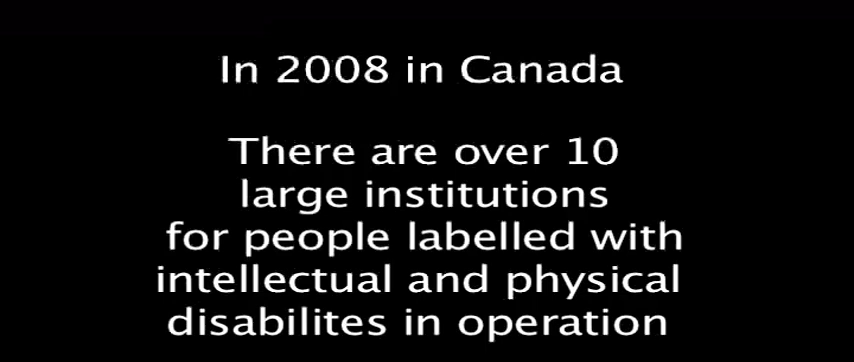 In 2008 in Canada
There are over 10
large institutions
for people labelled with
intellectual and physical
disabilites in operation